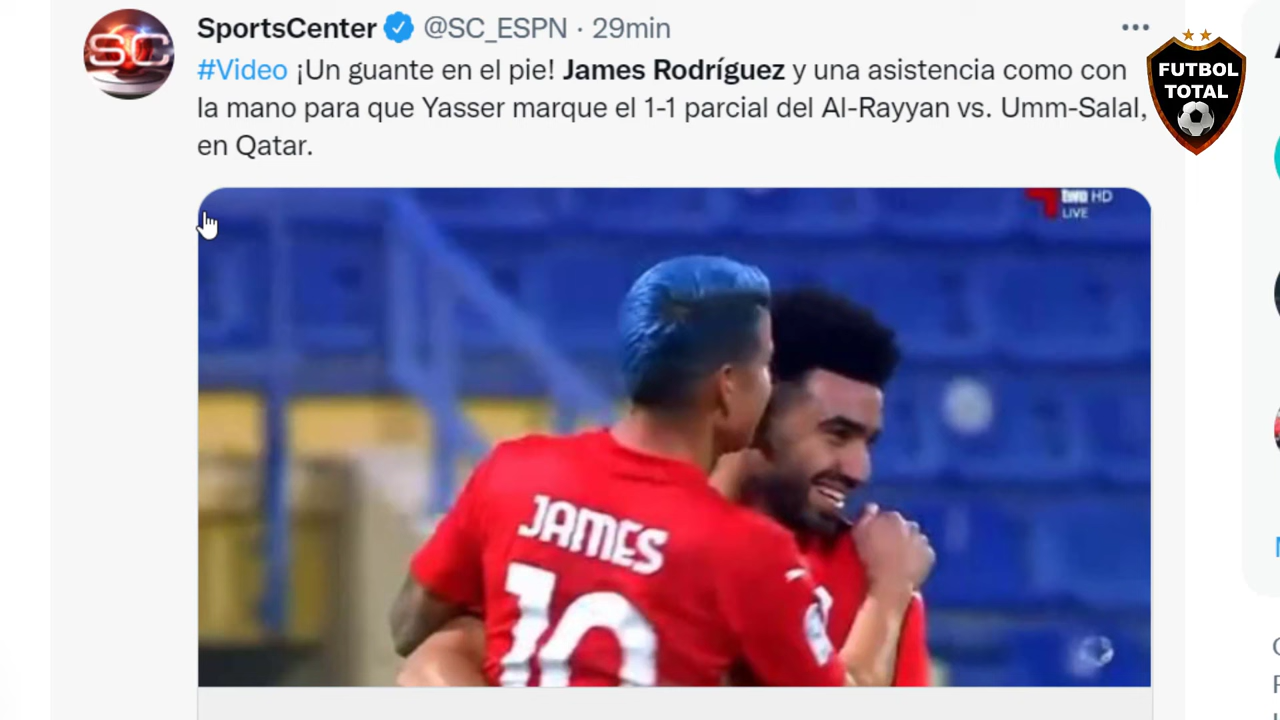 SportsCenter @SC_ESPN · 29min
#Video ¡Un guante en el pie! James Rodríguez y una asistencia como con
la mano para que Yasser marque el 1-1 parcial del Al-Rayyan vs. Umm-Salal,
en Qatar.
SC
FUTBOL
TOTAL
HD
LIVE
JAMES
10